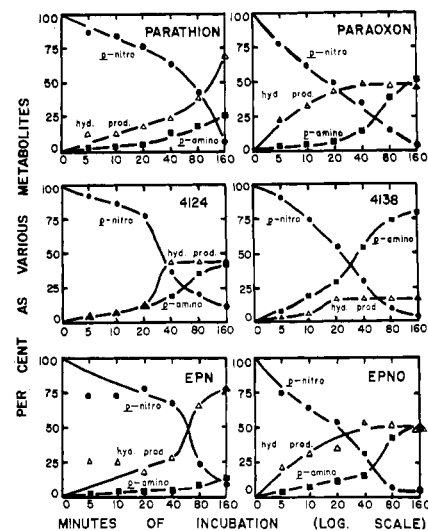 PARATHION
PARAOXON
100
p-nitro
75
50
hyd. prod.
25
p-amino
0
0 5 10 20 40 80 160
100
p-nitro
75
50
hyd. prod.
25
p-amino
0
0 5 10 20 40 80 160
4124
100
p-nitro
75
50
hyd. prod.
25
p-amino
0
0 5 10 20 40 80 160
4138
100
p-nitro
75
p-amino
50
25
hyd. prod
0
0 5 10 20 40 80 160
EPN
100
75
p-nitro
50
hyd. prod.
25
p-amino
0
0 5 10 20 40 80 160
EPNO
100
75
p-nitro
50
hyd. prod.
25
p-amino
0
0 5 10 20 40 80 160
PER CENT AS VARIOUS METABOLITES
MINUTES OF INCUBATION (LOG SCALE)